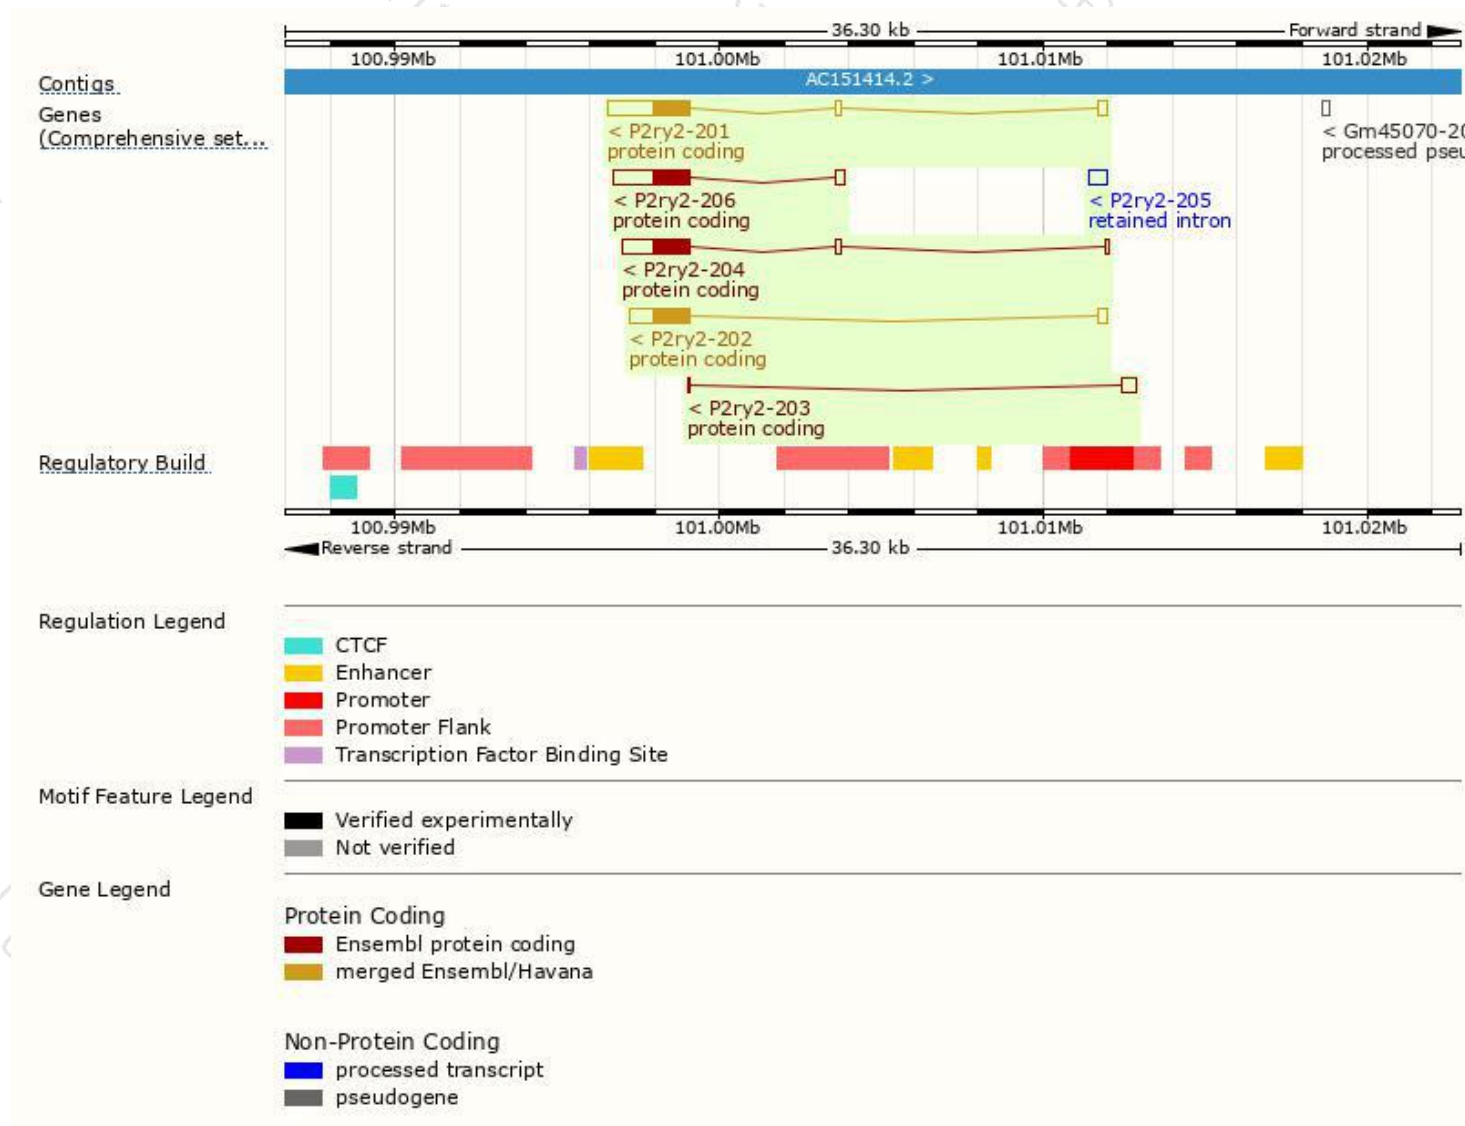 36.30 kb Forward strand
100.99Mb 101.00Mb 101.01Mb 101.02Mb
Contigs AC151414.2 >
Genes
(Comprehensive set...
< P2ry2-201
protein coding
< Gm45070-20
processed pseu
< P2ry2-206
protein coding
< P2ry2-205
retained intron
< P2ry2-204
protein coding
< P2ry2-202
protein coding
< P2ry2-203
protein coding
Regulatory Build
100.99Mb 101.00Mb 101.01Mb 101.02Mb
Reverse strand 36.30 kb
Regulation Legend
CTCF
Enhancer
Promoter
Promoter Flank
Transcription Factor Binding Site
Motif Feature Legend
Verified experimentally
Not verified
Gene Legend
Protein Coding
Ensembl protein coding
merged Ensembl/Havana
Non-Protein Coding
processed transcript
pseudogene